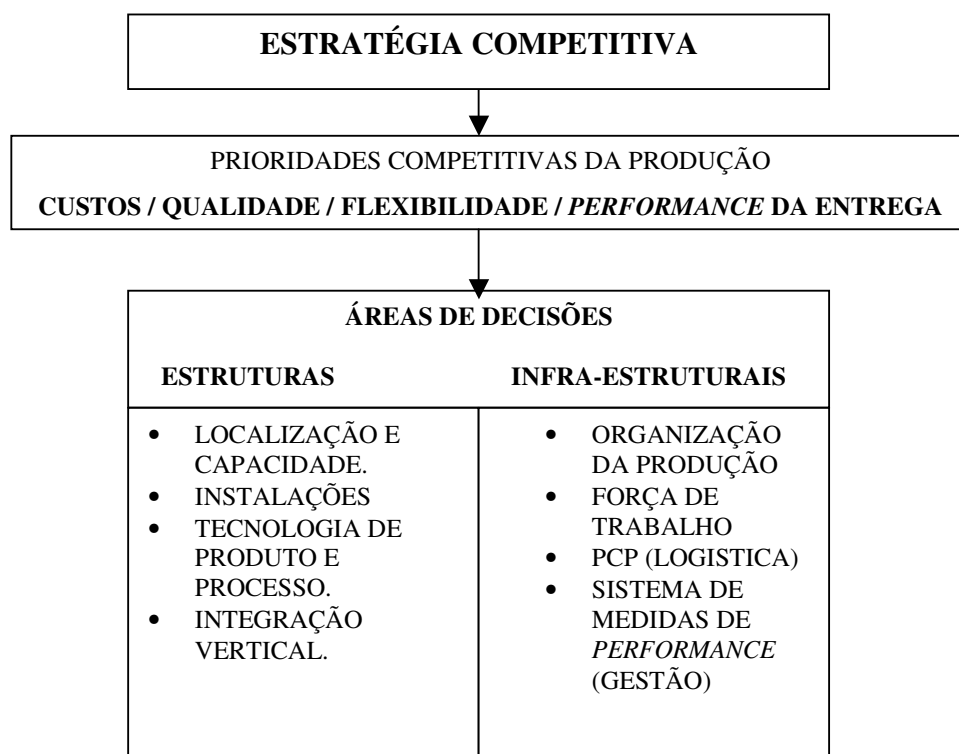 ESTRATÉGIA COMPETITIVA
PRIORIDADES COMPETITIVAS DA PRODUÇÃO
CUSTOS / QUALIDADE / FLEXIBILIDADE / PERFORMANCE DA ENTREGA
ÁREAS DE DECISÕES
ESTRUTURAS
INFRA-ESTRUTURAIS
• LOCALIZAÇÃO E
CAPACIDADE.
• INSTALAÇÕES
• TECNOLOGIA DE
PRODUTO E
PROCESSO.
• INTEGRAÇÃO
VERTICAL.
• ORGANIZAÇÃO
DA PRODUÇÃO
• FORÇA DE
TRABALHO
• PCP (LOGISTICA)
• SISTEMA DE
MEDIDAS DE
PERFORMANCE
(GESTÃO)